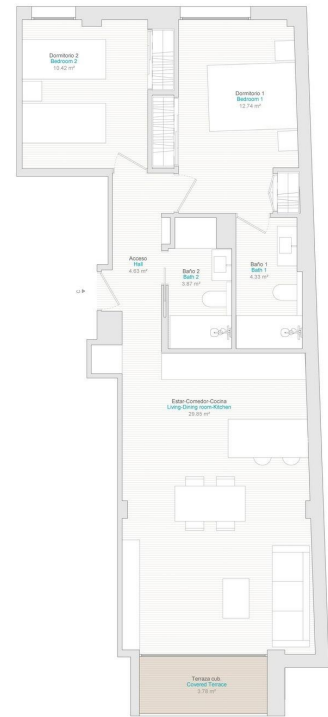 Dormitorio 2
Bedroom 2
10.42 m²
Dormitorio 1
Bedroom 1
12.74 m²
Acceso
Hall
4.63 m²
Baño 2
Bath 2
3.87 m²
Baño 1
Bath 1
4.33 m²
Estar-Comedor-Cocina
Living-Dining room-Kitchen
29.65 m²
Terraza cub.
Covered Terrace
3.78 m²